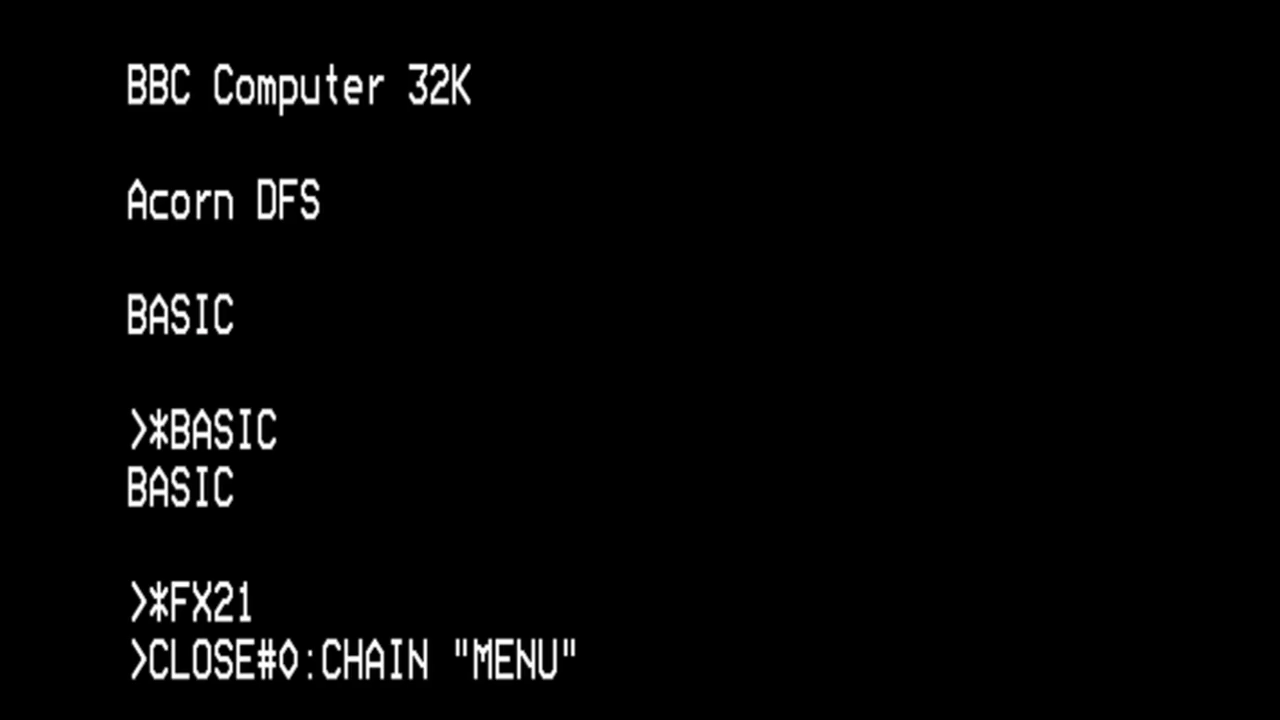 BBC Computer 32K
Acorn DFS
BASIC
>*BASIC
BASIC
>*FX21
>CLOSE#0:CHAIN "MENU"